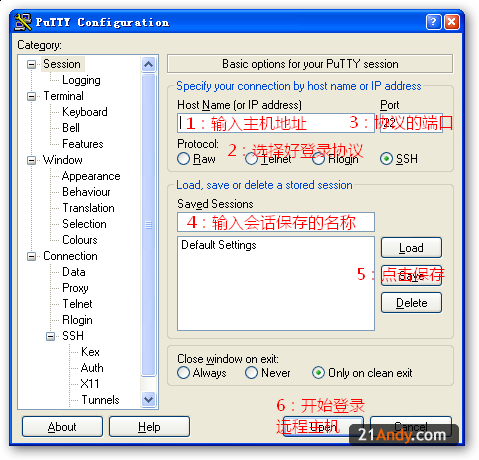 PuTTY Configuration
Category:
Session
Logging
Terminal
Keyboard
Bell
Features
Window
Appearance
Behaviour
Translation
Selection
Colours
Connection
Data
Proxy
Telnet
Rlogin
SSH
Kex
Auth
X11
Tunnels
Basic options for your PuTTY session
Specify your connection by host name or IP address
Host Name (or IP address)
Port
1：输入主机地址
3：协议的端口
22
Protocol:
2：选择好登录协议
Raw
Telnet
Rlogin
SSH
Load, save or delete a stored session
Saved Sessions
4：输入会话保存的名称
Default Settings
Load
5：点击保存
Save
Delete
Close window on exit:
Always
Never
Only on clean exit
6：开始登录
远程主机
About
Help
Open
Cancel
21Andy.com